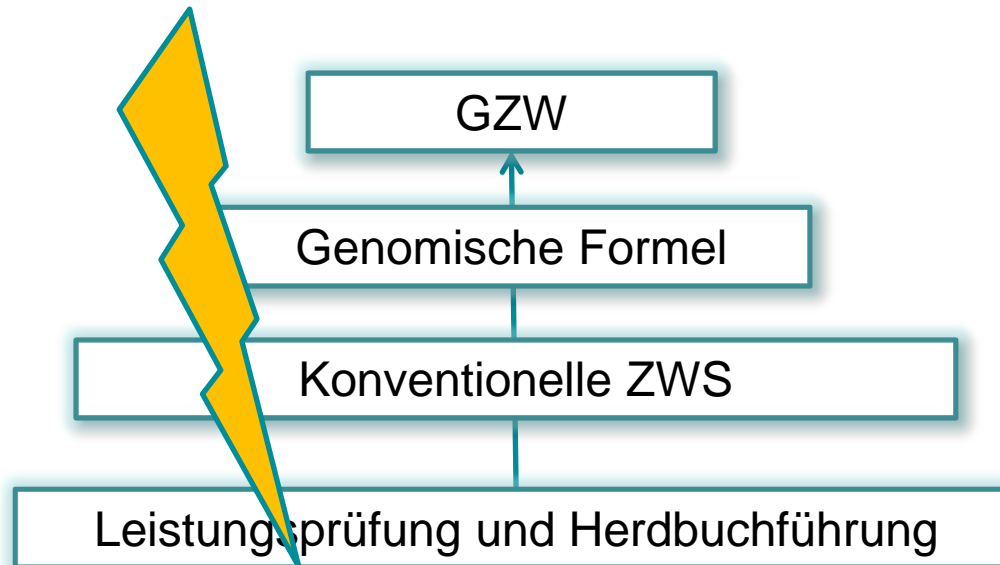 GZW
Genomische Formel
Konventionelle ZWS
Leistungsprüfung und Herdbuchführung